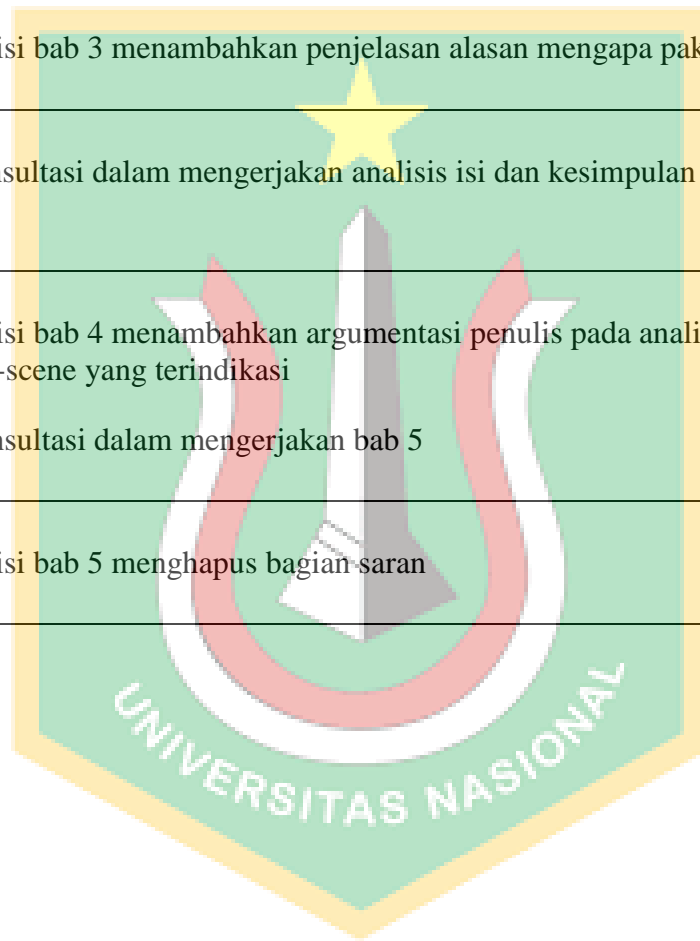 isi bab 3 menambahkan penjelasan alasan mengapa pak
nsultasi dalam mengerjakan analisis isi dan kesimpulan
isi bab 4 menambahkan argumentasi penulis pada anali
-scene yang terindikasi
nsultasi dalam mengerjakan bab 5
isi bab 5 menghapus bagian saran
UNIVERSITAS NASIONAL